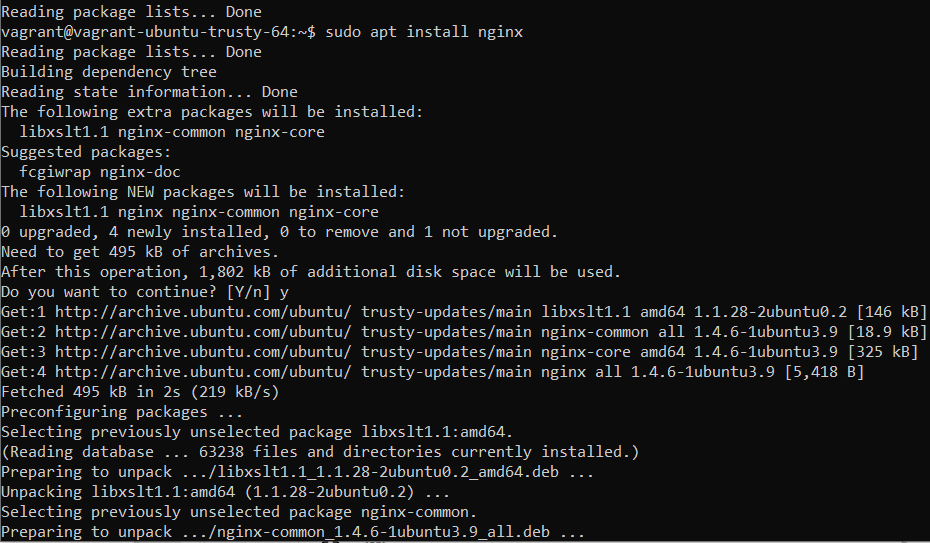 Reading package lists... Done
vagrant@vagrant-ubuntu-trusty-64:~$ sudo apt install nginx
Reading package lists... Done
Building dependency tree
Reading state information... Done
The following extra packages will be installed:
  libxslt1.1 nginx-common nginx-core
Suggested packages:
  fcgiwrap nginx-doc
The following NEW packages will be installed:
  libxslt1.1 nginx nginx-common nginx-core
0 upgraded, 4 newly installed, 0 to remove and 1 not upgraded.
Need to get 495 kB of archives.
After this operation, 1,802 kB of additional disk space will be used.
Do you want to continue? [Y/n] y
Get:1 http://archive.ubuntu.com/ubuntu/ trusty-updates/main libxslt1.1 amd64 1.1.28-2ubuntu0.2 [146 kB]
Get:2 http://archive.ubuntu.com/ubuntu/ trusty-updates/main nginx-common all 1.4.6-1ubuntu3.9 [18.9 kB]
Get:3 http://archive.ubuntu.com/ubuntu/ trusty-updates/main nginx-core amd64 1.4.6-1ubuntu3.9 [325 kB]
Get:4 http://archive.ubuntu.com/ubuntu/ trusty-updates/main nginx all 1.4.6-1ubuntu3.9 [5,418 B]
Fetched 495 kB in 2s (219 kB/s)
Preconfiguring packages ...
Selecting previously unselected package libxslt1.1:amd64.
(Reading database ... 63238 files and directories currently installed.)
Preparing to unpack .../libxslt1.1_1.1.28-2ubuntu0.2_amd64.deb ...
Unpacking libxslt1.1:amd64 (1.1.28-2ubuntu0.2) ...
Selecting previously unselected package nginx-common.
Preparing to unpack .../nginx-common_1.4.6-1ubuntu3.9_all.deb ...